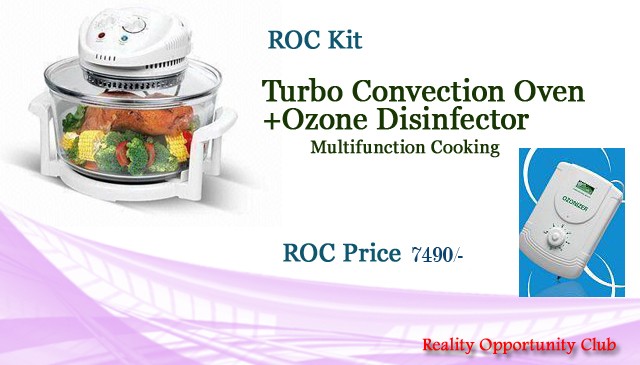 ROC Kit
Turbo Convection Oven
+Ozone Disinfector
Multifunction Cooking
OZONIZER
ROC Price 7490/-
Reality Opportunity Club